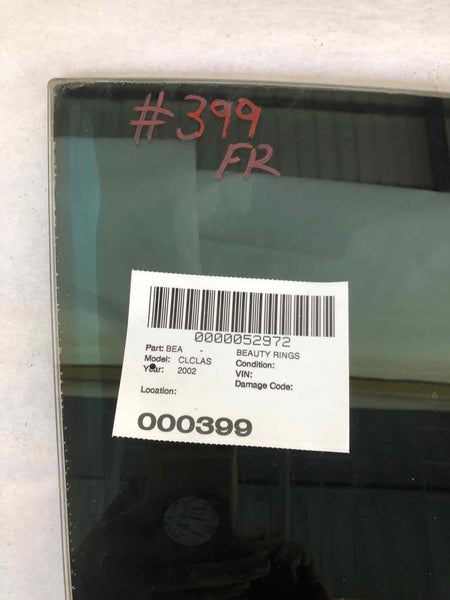 #399
FR
0000052972
Part: BEA - BEAUTY RINGS
Model: CLCLAS Condition:
Year: 2002 VIN:
Damage Code:
Location:
000399